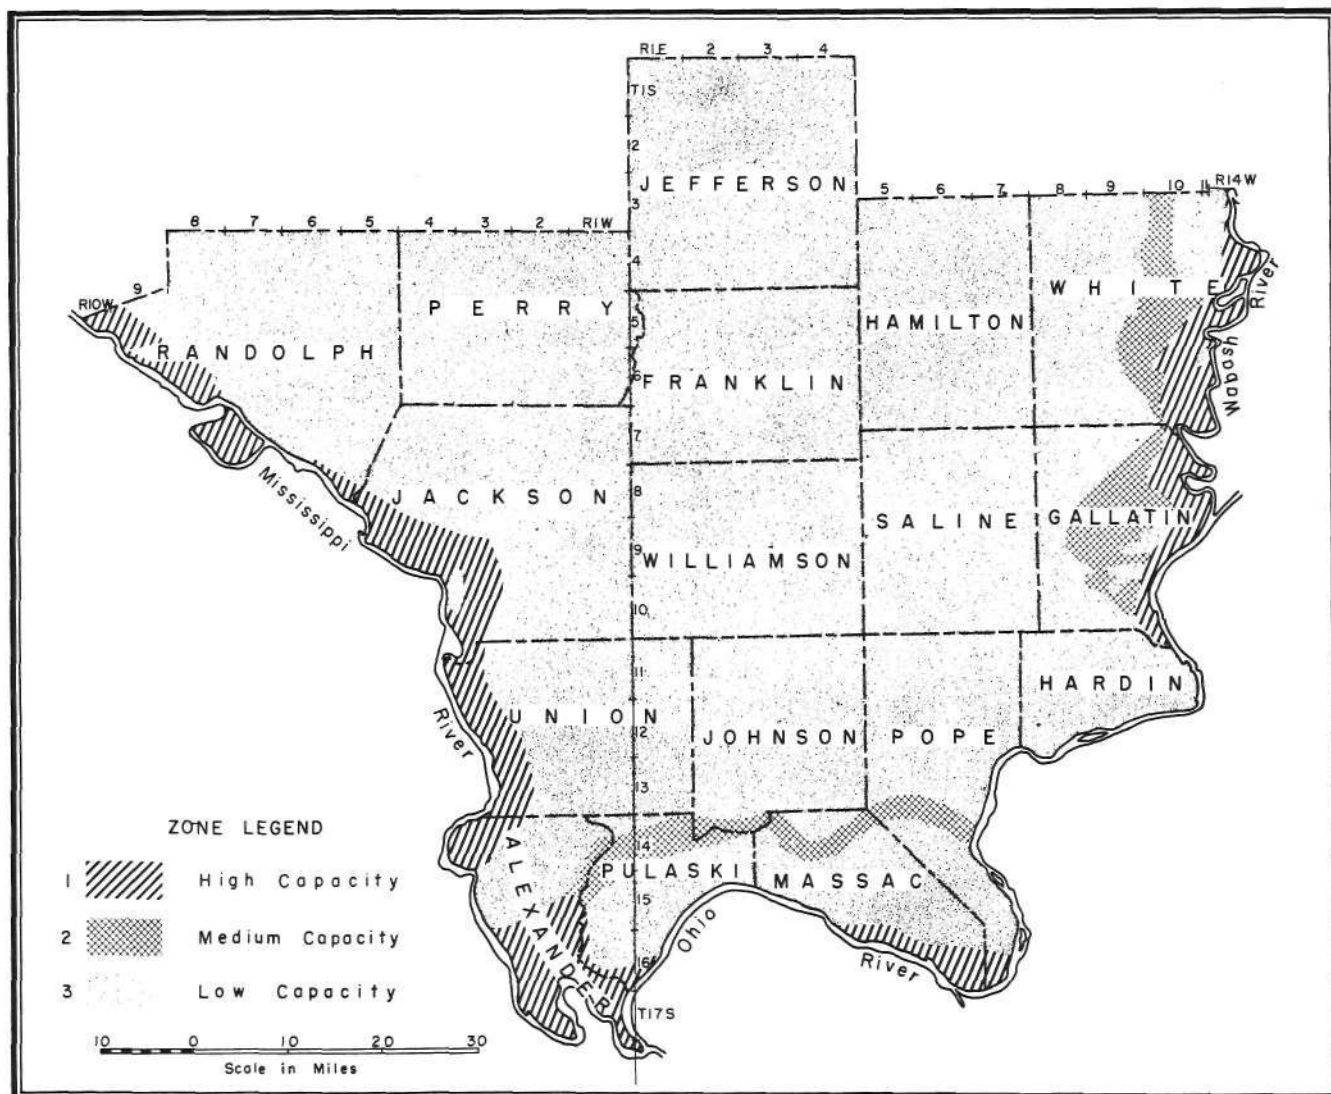 R1E 2 3 4
T1S
2
JEFFERSON
3
5 6 7 8 9 10 11 R14W
8 7 6 5 4 3 2 R1W
4
WHITE
River
9
R10W
PERRY
5
HAMILTON
RANDOLPH
Wabash
6
FRANKLIN
7
Mississippi
JACKSON
8
SALINE
GALLATIN
9
WILLIAMSON
10
11
HARDIN
River
UNION
12
JOHNSON
POPE
13
ZONE LEGEND
ALEXANDER
14
PULASKI
MASSAC
1 High Capacity
15
Ohio
2 Medium Capacity
River
16
3 Low Capacity
T17S
10 0 10 20 30
Scale in Miles